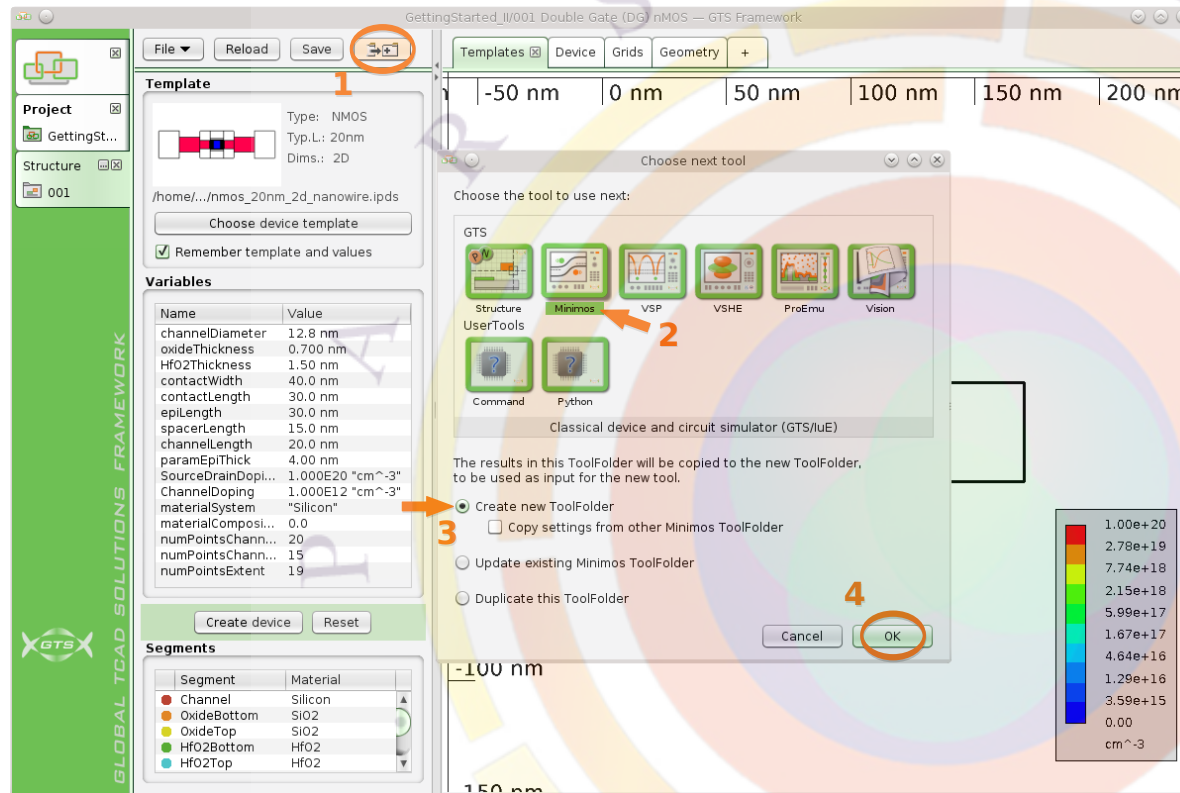 GettingStarted_II/001 Double Gate (DG) nMOS — GTS Framework
File Reload Save
1
Templates Device Grids Geometry +
-50 nm 0 nm 50 nm 100 nm 150 nm 200 nm
Project
GettingSt...
Structure
001
GLOBAL TCAD SOLUTIONS FRAMEWORK
GTS
Template
Type: NMOS
Typ.L.: 20nm
Dims.: 2D
/home/.../nmos_20nm_2d_nanowire.ipds
Choose device template
Remember template and values
Variables
Name Value
channelDiameter 12.8 nm
oxideThickness 0.700 nm
HfO2Thickness 1.50 nm
contactWidth 40.0 nm
contactLength 30.0 nm
epiLength 30.0 nm
spacerLength 15.0 nm
channelLength 20.0 nm
paramEpiThick 4.00 nm
SourceDrainDopi... 1.000E20 "cm^-3"
ChannelDoping 1.000E12 "cm^-3"
materialSystem "Silicon"
materialComposi... 0.0
numPointsChann... 20
numPointsChann... 15
numPointsExtent 19
Create device Reset
Segments
Segment Material
Channel Silicon
OxideBottom SiO2
OxideTop SiO2
HfO2Bottom HfO2
HfO2Top HfO2
Choose next tool
Choose the tool to use next:
GTS
Structure Minimos VSP VSHE ProEmu Vision
2
UserTools
Command Python
Classical device and circuit simulator (GTS/IuE)
The results in this ToolFolder will be copied to the new ToolFolder,
to be used as input for the new tool.
3
Create new ToolFolder
Copy settings from other Minimos ToolFolder
Update existing Minimos ToolFolder
Duplicate this ToolFolder
4
Cancel OK
-100 nm
-150 nm
1.00e+20
2.78e+19
7.74e+18
2.15e+18
5.99e+17
1.67e+17
4.64e+16
1.29e+16
3.59e+15
0.00
cm^-3